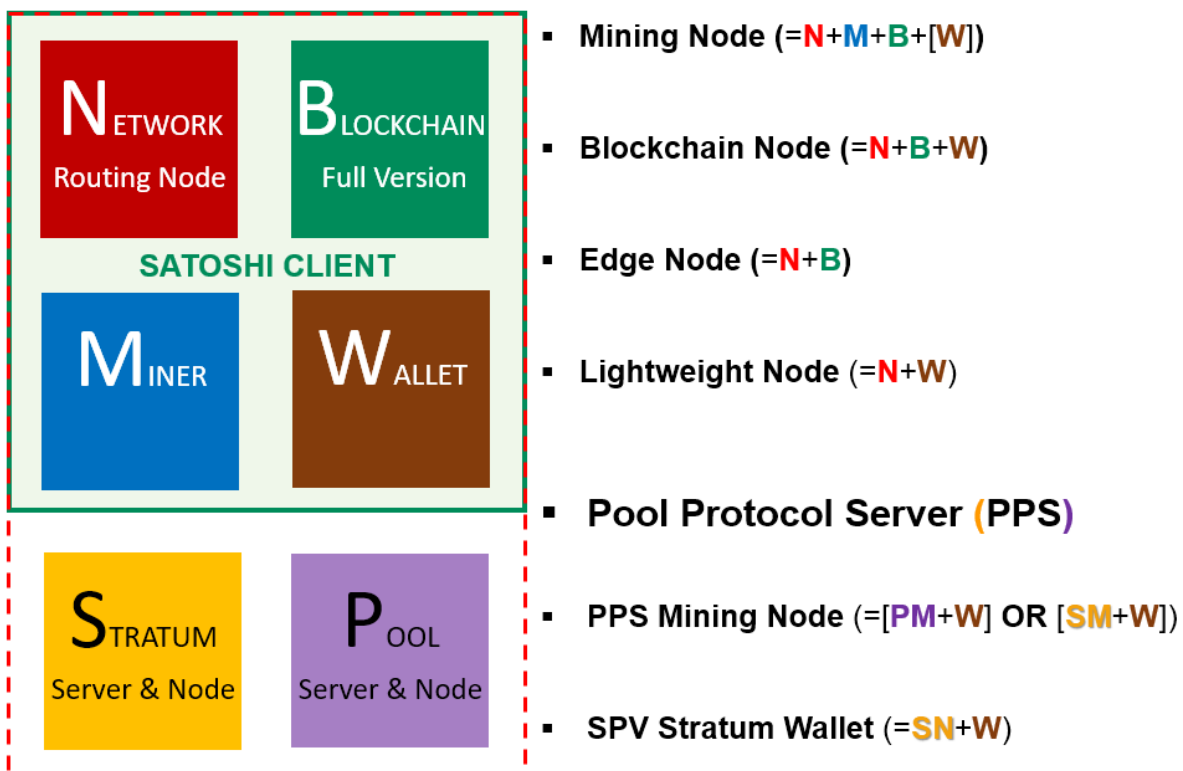 NETWORK
Routing Node
BLOCKCHAIN
Full Version
SATOSHI CLIENT
MINER
WALLET
STRATUM
Server & Node
POOL
Server & Node
▪ Mining Node (=N+M+B+[W])
▪ Blockchain Node (=N+B+W)
▪ Edge Node (=N+B)
▪ Lightweight Node (=N+W)
▪ Pool Protocol Server (PPS)
▪ PPS Mining Node (=[PM+W] OR [SM+W])
▪ SPV Stratum Wallet (=SN+W)